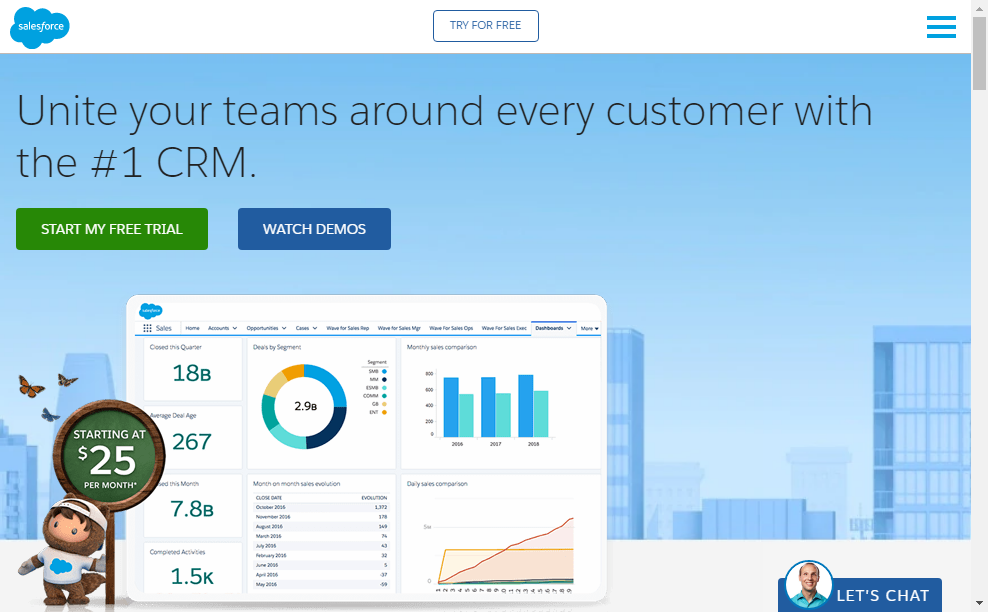 salesforce
TRY FOR FREE
Unite your teams around every customer with
the #1 CRM.
START MY FREE TRIAL
WATCH DEMOS
salesforce
Sales Home Accounts Opportunities Cases Wave for Sales Rep Wave for Sales Mgr Wave For Sales Ops Wave For Sales Exec Dashboards More
Closed this Quarter
18B
Average Deal Age
267
sed this Month
7.8B
Completed Activities
1.5K
Deals by Segment
2.9B
Segment
SMB
MM
ESMB
COMM
GB
ENT
Monthly sales comparison
800
600
400
200
0
2016 2017 2018
Month on month sales evolution
CLOSE DATE EVOLUTION
October 2016 1,372
November 2016 178
August 2016 149
March 2016 74
July 2016 43
February 2016 32
June 2016 5
April 2016 -37
May 2016 -59
Daily sales comparison
5M
0
STARTING AT
$25
PER MONTH*
LET'S CHAT